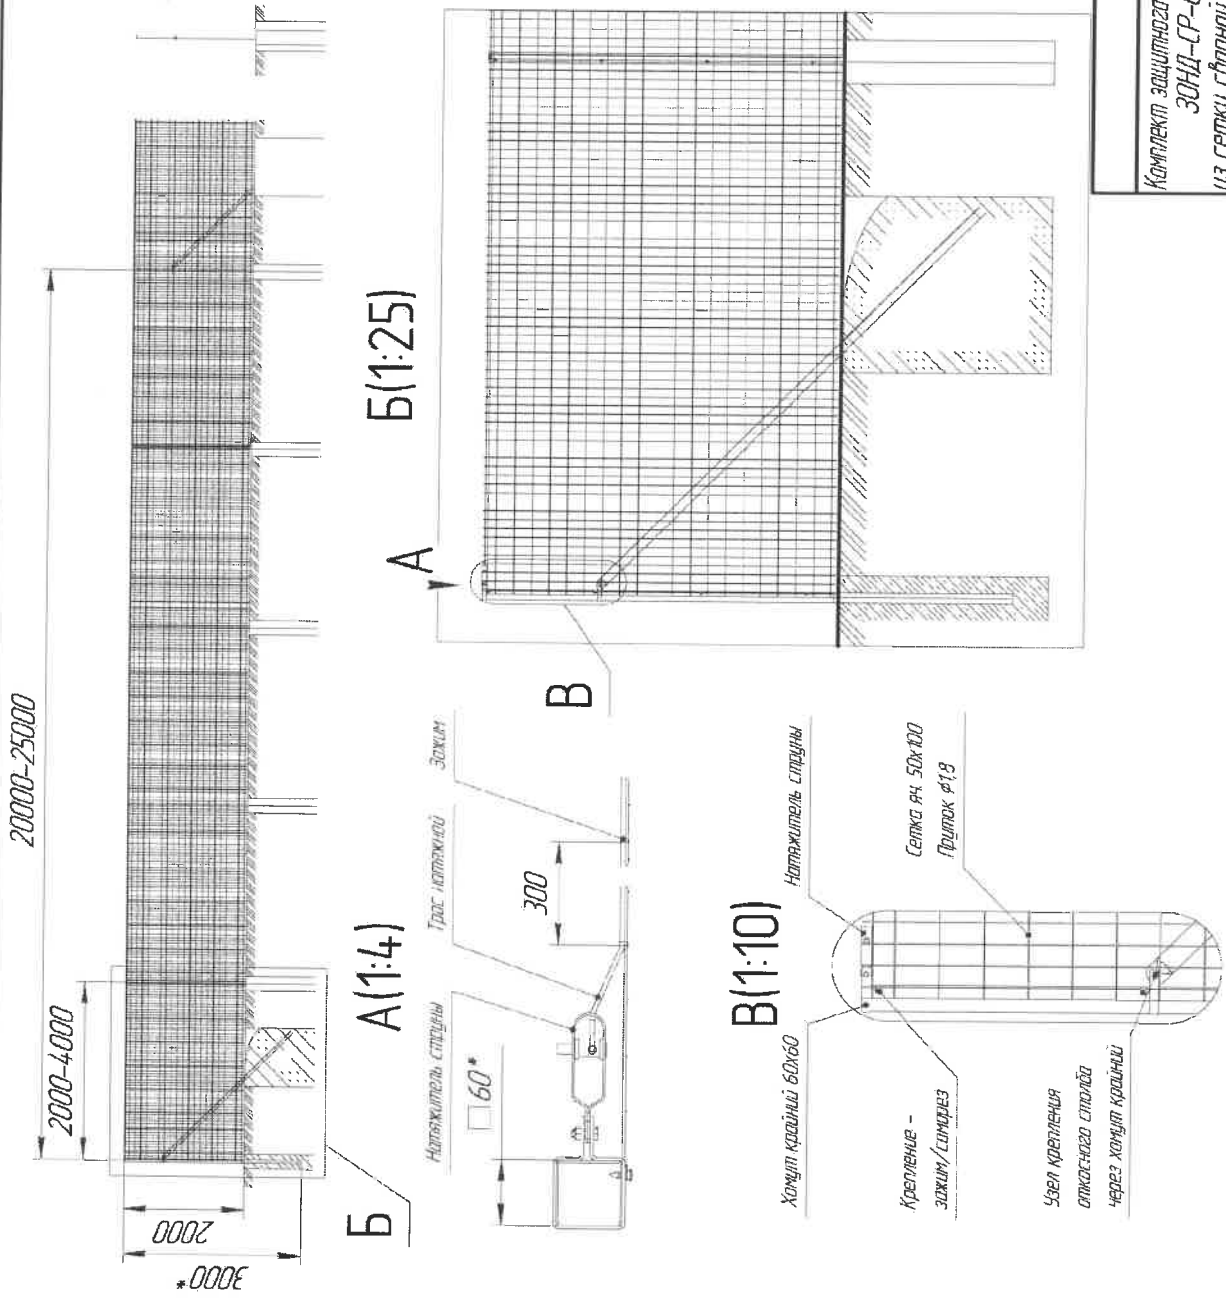 20000-25000
2000-4000
2000
3000*
Б
Б(1:25)
А
В
А(1:4)
Натяжитель струны
Трос натяжной
Зажим
□60*
300
В(1:10)
Хомут крайний 60х60
Натяжитель струны
Сетка яч. 50х100
Пруток ф1,8
Крепление -
зажим/саморез
Узел крепления
откосного столба
через хомут крайний
Комплект защитного
ЗОНД-СР-
из сетки сварной